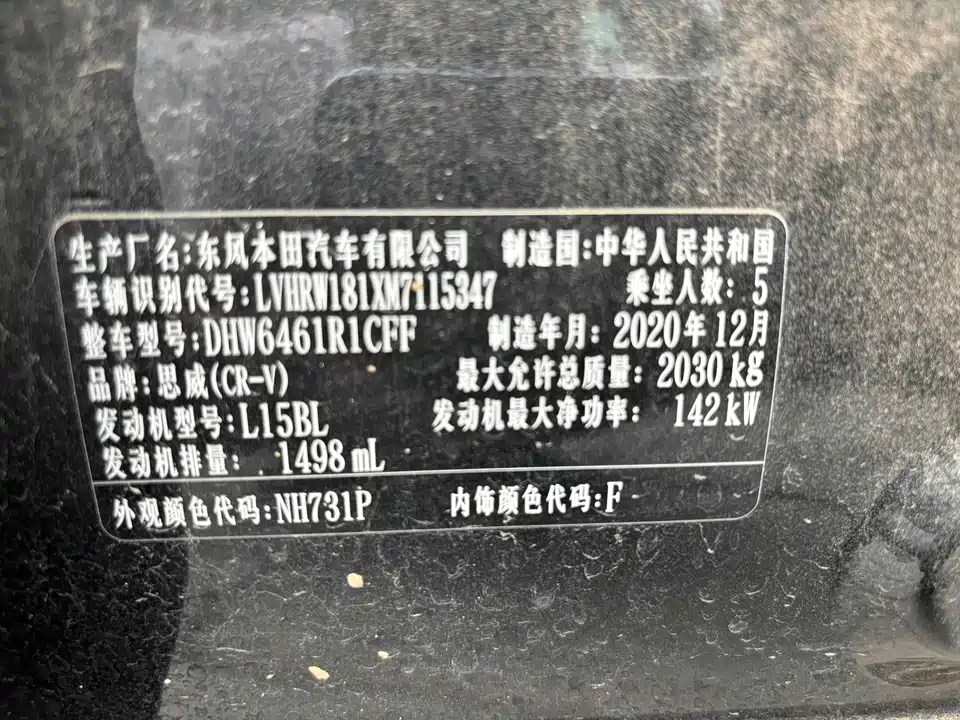 生产厂名:东风本田汽车有限公司 制造国:中华人民共和国
车辆识别代号:LVHRW181XM7115347 乘坐人数: 5
整车型号:DHW6461R1CFF 制造年月: 2020年12月
品牌:思威(CR-V) 最大允许总质量: 2030 kg
发动机型号:L15BL 发动机最大净功率: 142 kW
发动机排量: 1498 mL
外观颜色代码:NH731P 内饰颜色代码:F